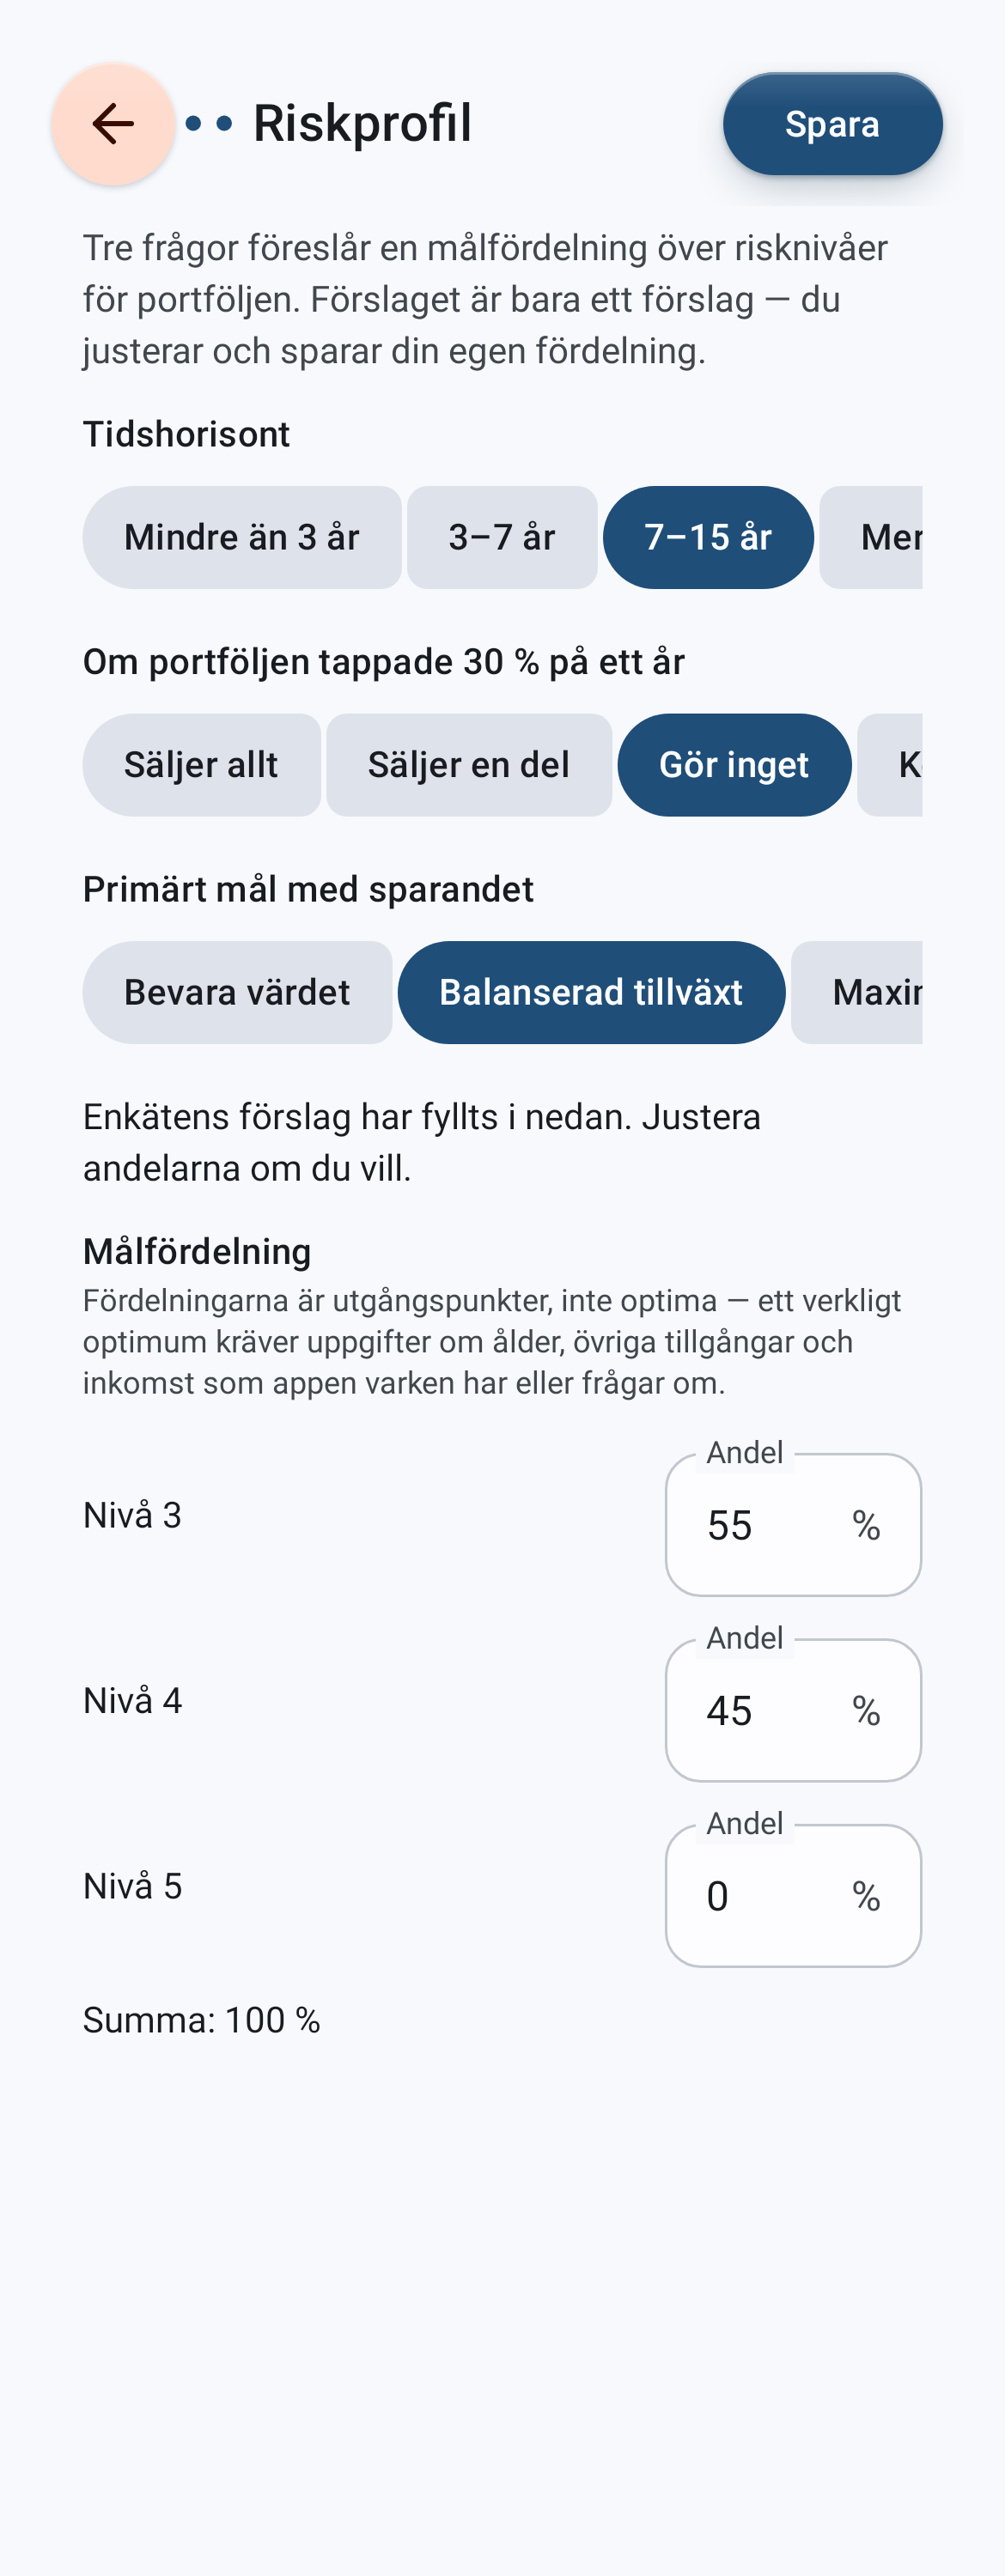 Riskprofil
Spara
Tre frågor föreslår en målfördelning över risknivåer
för portföljen. Förslaget är bara ett förslag — du
justerar och sparar din egen fördelning.
Tidshorisont
Mindre än 3 år
3–7 år
7–15 år
Mer
Om portföljen tappade 30 % på ett år
Säljer allt
Säljer en del
Gör inget
Primärt mål med sparandet
Bevara värdet
Balanserad tillväxt
Enkätens förslag har fyllts i nedan. Justera
andelarna om du vill.
Målfördelning
Fördelningarna är utgångspunkter, inte optima — ett verkligt
optimum kräver uppgifter om ålder, övriga tillgångar och
inkomst som appen varken har eller frågar om.
Andel
Nivå 3
55 %
Andel
Nivå 4
45 %
Andel
Nivå 5
0 %
Summa: 100 %